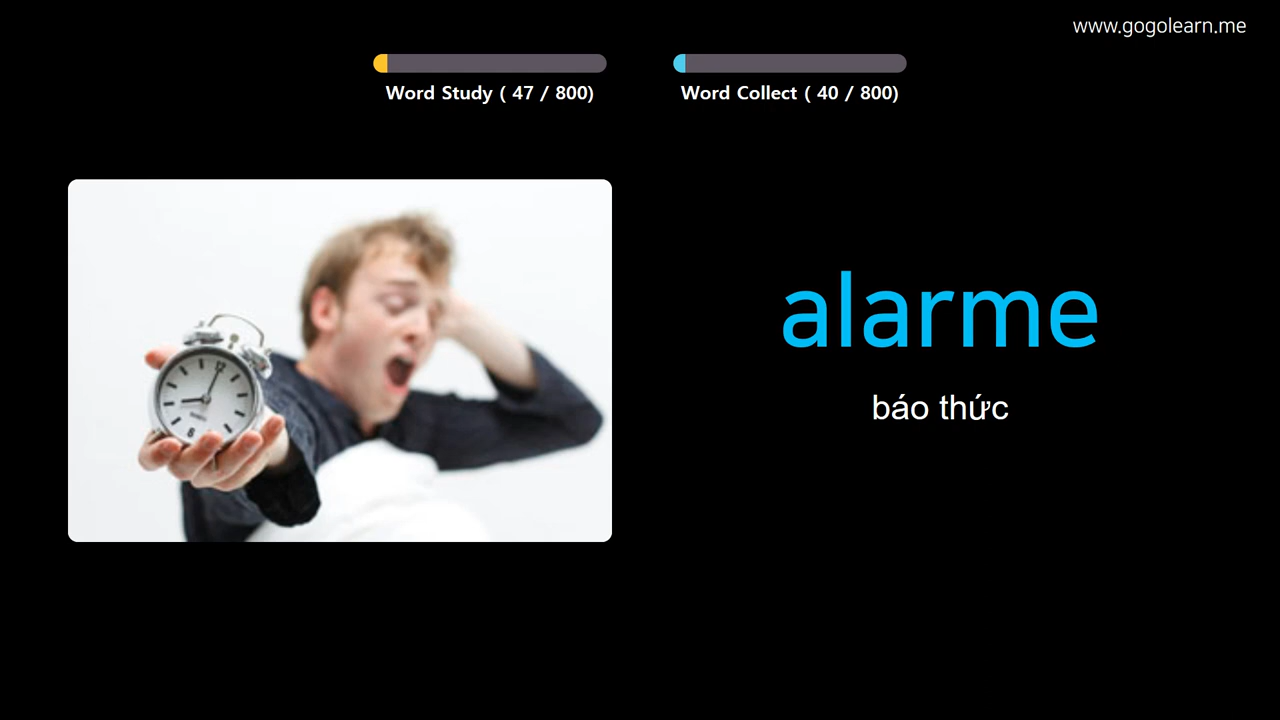 www.gogolearn.me
Word Study ( 47 / 800)
Word Collect ( 40 / 800)
alarme
báo thức